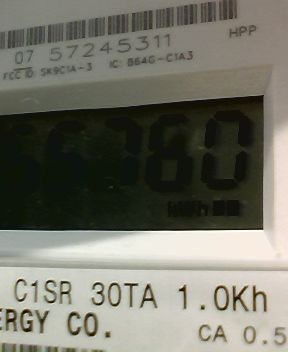 HPP
07 57245311
FCC ID: SK9C1A-3 IC: 864G-C1A3
6760
kWh
C1SR 30TA 1.0Kh
ERGY CO.
CA 0.5